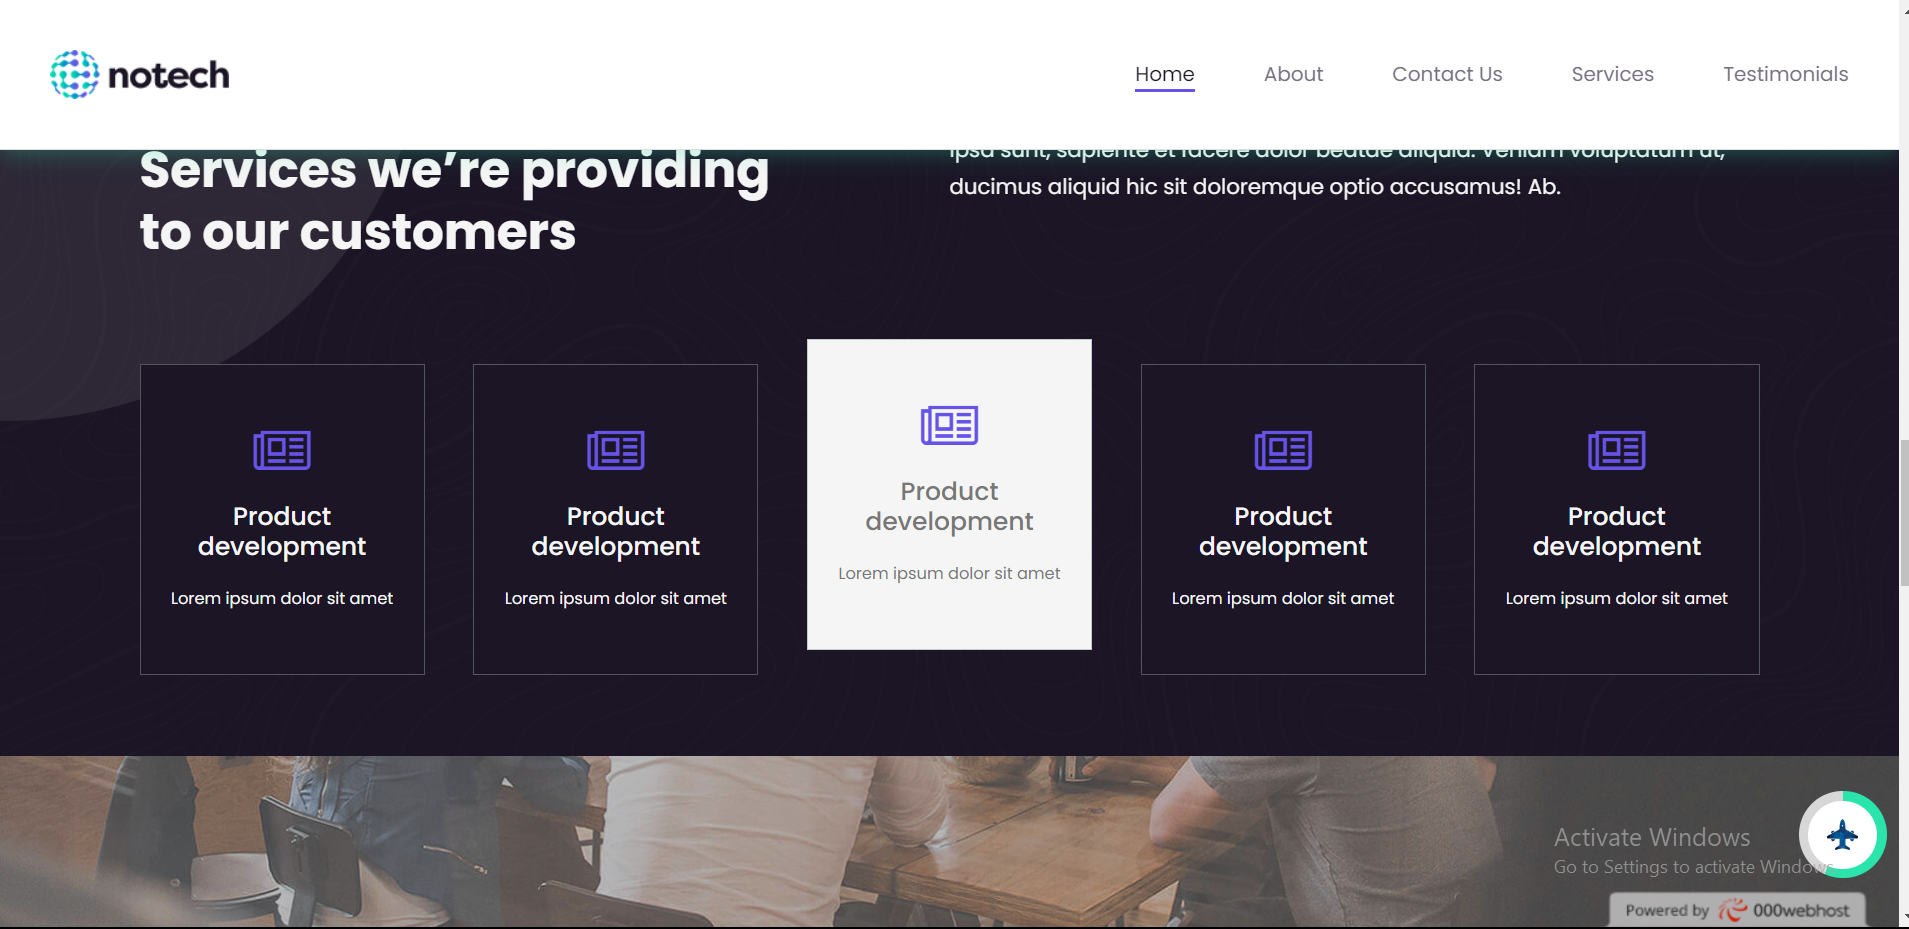 notech
Home About Contact Us Services Testimonials
Services we're providing
to our customers
ipsa sunt, sapiente et facere dolor beatae aliquid. Veniam voluptatum ut,
ducimus aliquid hic sit doloremque optio accusamus! Ab.
Product
development
Lorem ipsum dolor sit amet
Product
development
Lorem ipsum dolor sit amet
Product
development
Lorem ipsum dolor sit amet
Product
development
Lorem ipsum dolor sit amet
Product
development
Lorem ipsum dolor sit amet
Activate Windows
Go to Settings to activate Windows.
Powered by 000webhost